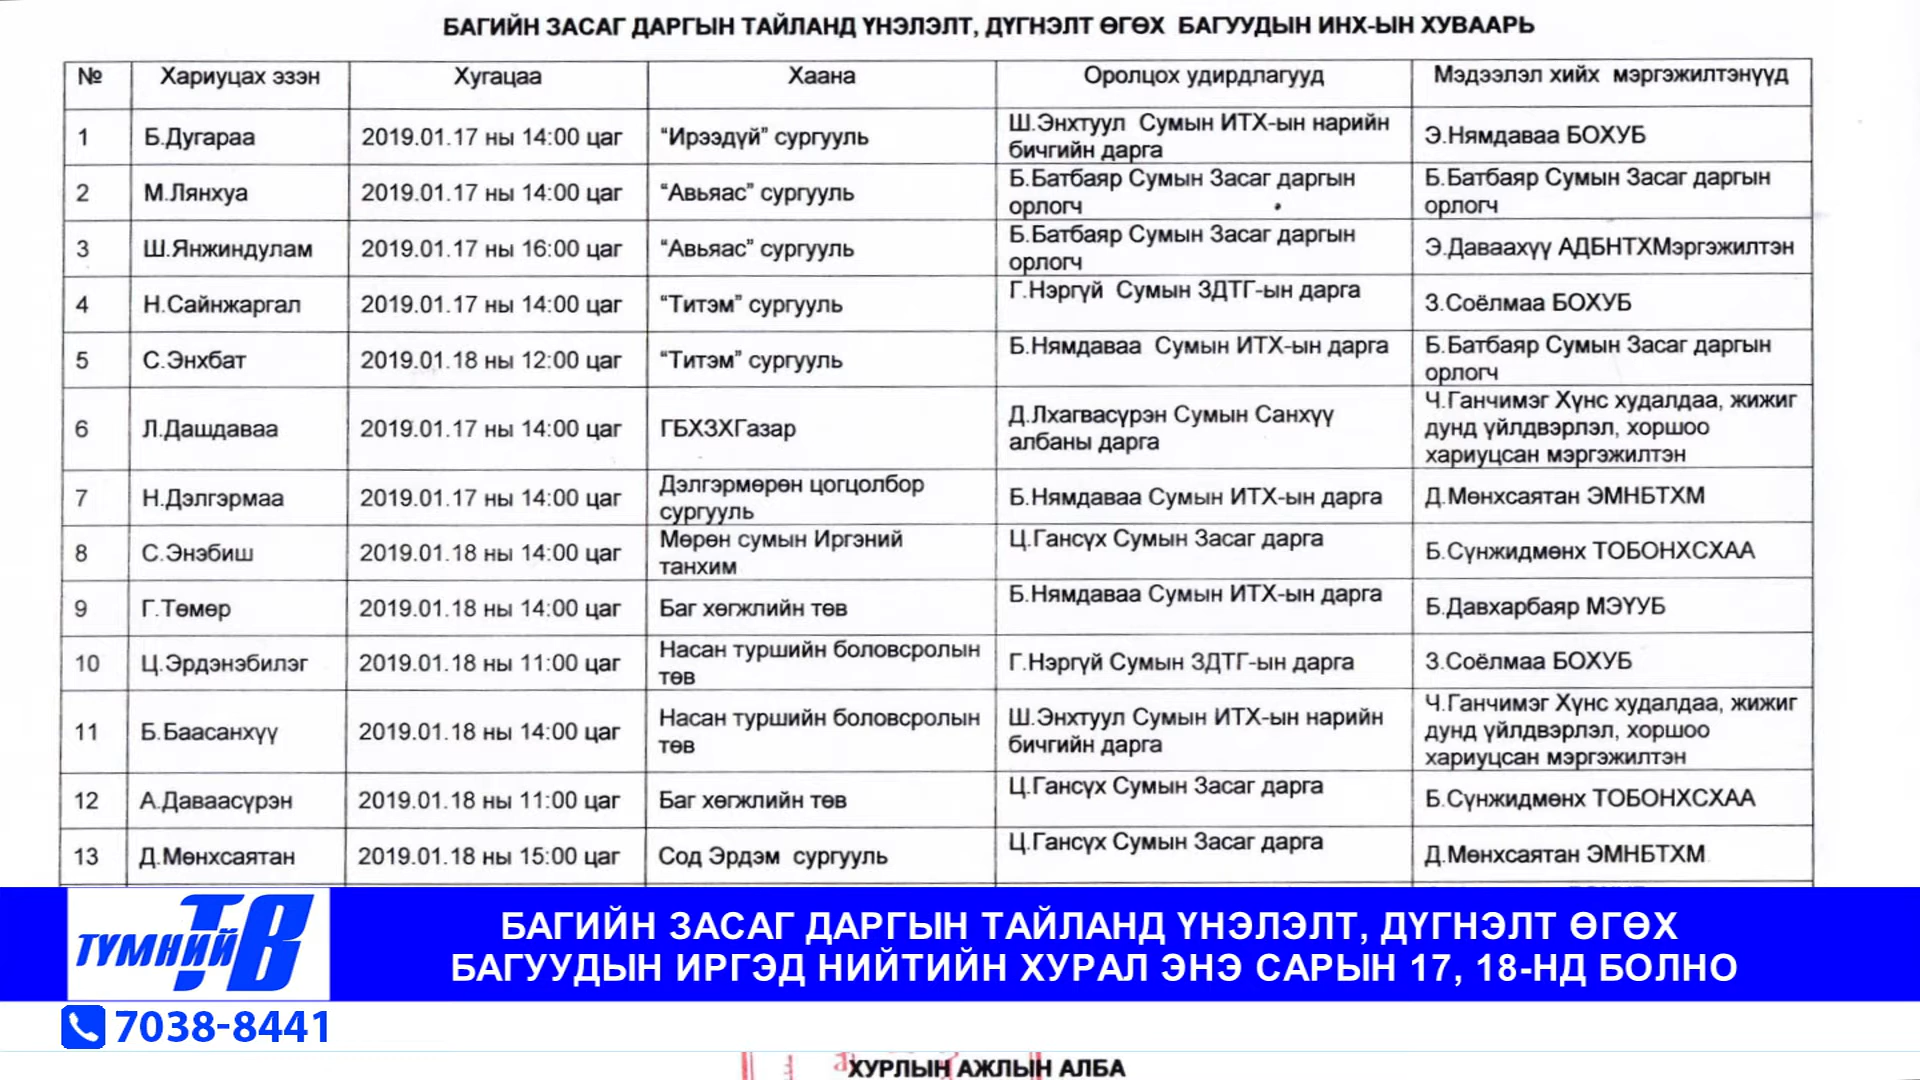 БАГИЙН ЗАСАГ ДАРГЫН ТАЙЛАНД ҮНЭЛЭЛТ, ДҮГНЭЛТ ӨГӨХ БАГУУДЫН ИНХ-ЫН ХУВААРЬ
№ Хариуцах эзэн Хугацаа Хаана Оролцох удирдлагууд Мэдээлэл хийх мэргэжилтэнүүд
1 Б.Дугараа 2019.01.17 ны 14:00 цаг “Ирээдүй” сургууль Ш.Энхтуул Сумын ИТХ-ын нарийн бичгийн дарга Э.Нямдаваа БОХУБ
2 М.Лянхуа 2019.01.17 ны 14:00 цаг “Авьяас” сургууль Б.Батбаяр Сумын Засаг даргын орлогч Б.Батбаяр Сумын Засаг даргын орлогч
3 Ш.Янжиндулам 2019.01.17 ны 16:00 цаг “Авьяас” сургууль Б.Батбаяр Сумын Засаг даргын орлогч Э.Даваахүү АДБНТХМэргэжилтэн
4 Н.Сайнжаргал 2019.01.17 ны 14:00 цаг “Титэм” сургууль Г.Нэргүй Сумын ЗДТГ-ын дарга З.Соёлмаа БОХУБ
5 С.Энхбат 2019.01.18 ны 12:00 цаг “Титэм” сургууль Б.Нямдаваа Сумын ИТХ-ын дарга Б.Батбаяр Сумын Засаг даргын орлогч
6 Л.Дашдаваа 2019.01.17 ны 14:00 цаг ГБХЗХГазар Д.Лхагвасүрэн Сумын Санхүү албаны дарга Ч.Ганчимэг Хүнс худалдаа, жижиг дунд үйлдвэрлэл, хоршоо хариуцсан мэргэжилтэн
7 Н.Дэлгэрмаа 2019.01.17 ны 14:00 цаг Дэлгэрмөрөн цогцолбор сургууль Б.Нямдаваа Сумын ИТХ-ын дарга Д.Мөнхсаятан ЭМНБТХМ
8 С.Энэбиш 2019.01.18 ны 14:00 цаг Мөрөн сумын Иргэний танхим Ц.Гансүх Сумын Засаг дарга Б.Сүнжидмөнх ТОБОНХСХАА
9 Г.Төмөр 2019.01.18 ны 14:00 цаг Баг хөгжлийн төв Б.Нямдаваа Сумын ИТХ-ын дарга Б.Давхарбаяр МЭҮУБ
10 Ц.Эрдэнэбилэг 2019.01.18 ны 11:00 цаг Насан туршийн боловсролын төв Г.Нэргүй Сумын ЗДТГ-ын дарга З.Соёлмаа БОХУБ
11 Б.Баасанхүү 2019.01.18 ны 14:00 цаг Насан туршийн боловсролын төв Ш.Энхтуул Сумын ИТХ-ын нарийн бичгийн дарга Ч.Ганчимэг Хүнс худалдаа, жижиг дунд үйлдвэрлэл, хоршоо хариуцсан мэргэжилтэн
12 А.Даваасүрэн 2019.01.18 ны 11:00 цаг Баг хөгжлийн төв Ц.Гансүх Сумын Засаг дарга Б.Сүнжидмөнх ТОБОНХСХАА
13 Д.Мөнхсаятан 2019.01.18 ны 15:00 цаг Сод Эрдэм сургууль Ц.Гансүх Сумын Засаг дарга Д.Мөнхсаятан ЭМНБТХМ
ТҮМНИЙ ТВ
БАГИЙН ЗАСАГ ДАРГЫН ТАЙЛАНД ҮНЭЛЭЛТ, ДҮГНЭЛТ ӨГӨХ
БАГУУДЫН ИРГЭД НИЙТИЙН ХУРАЛ ЭНЭ САРЫН 17, 18-НД БОЛНО
7038-8441
ХУРЛЫН АЖЛЫН АЛБА